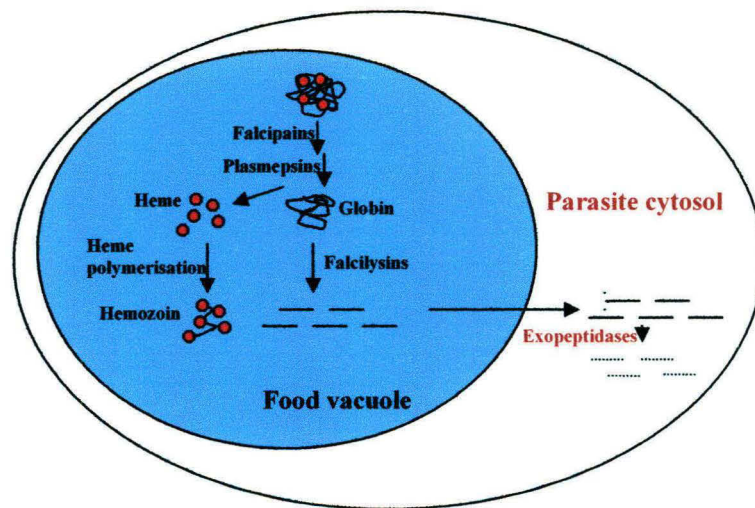 Falcipains
Plasmepsins
Heme
Globin
Parasite cytosol
Heme
polymerisation
Falcilysins
Hemozoin
Exopeptidases
Food vacuole